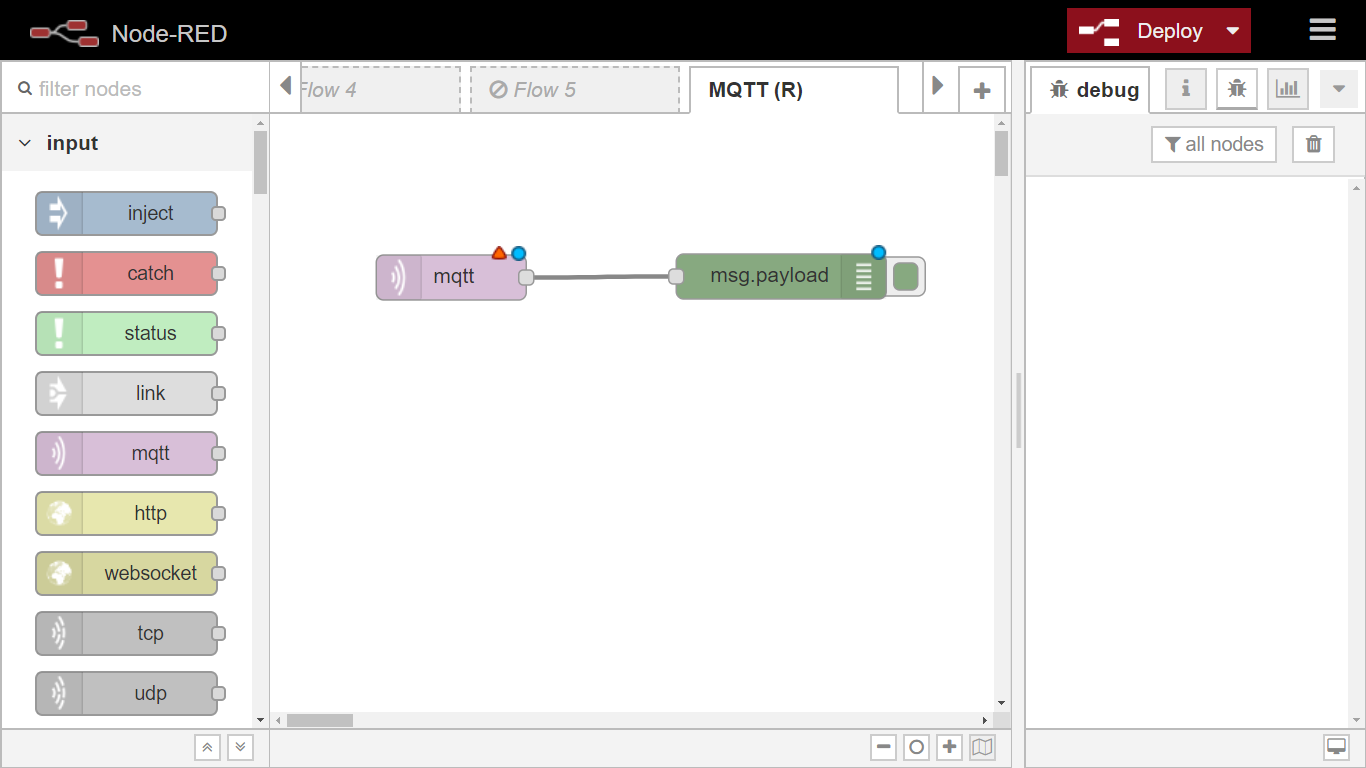 Node-RED
Deploy
filter nodes
Flow 4
Flow 5
MQTT (R)
debug
input
all nodes
inject
catch
status
link
mqtt
http
websocket
tcp
udp
mqtt
msg.payload